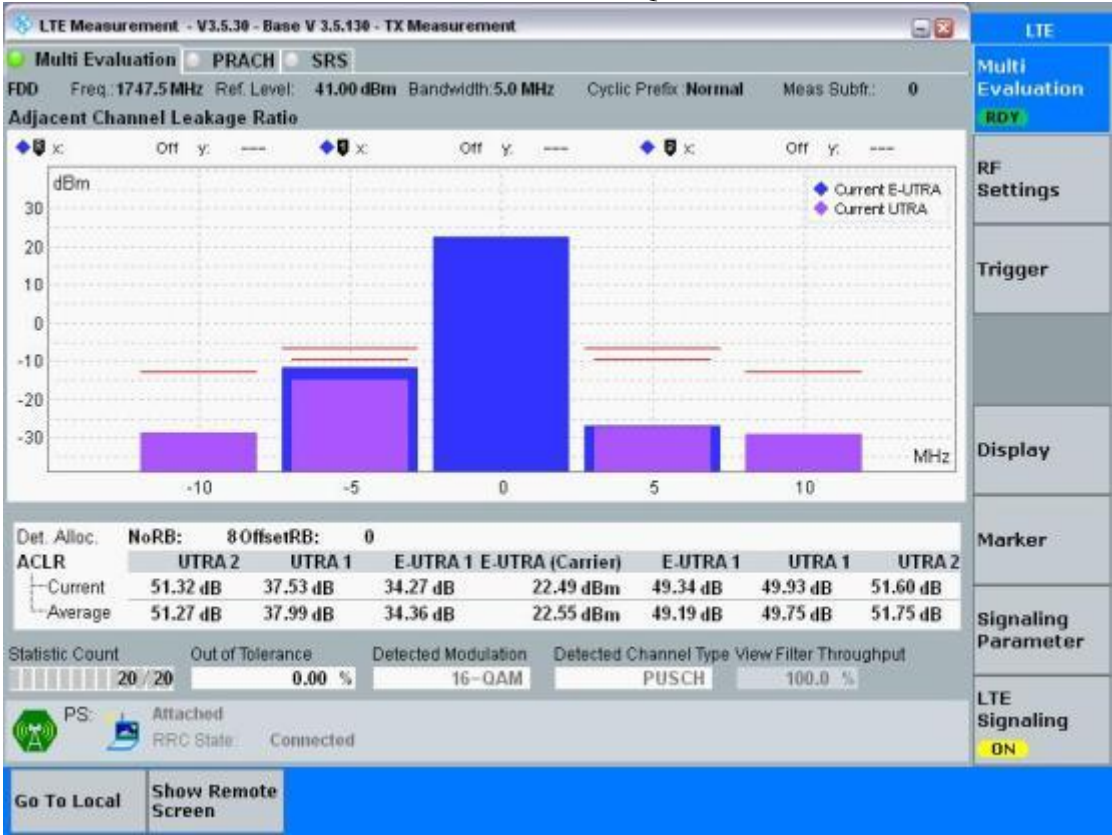 LTE Measurement - V3.5.30 - Base V 3.5.130 - TX Measurement
LTE
Multi Evaluation PRACH SRS
Multi
Evaluation
RDY
FDD Freq.: 1747.5 MHz Ref. Level: 41.00 dBm Bandwidth: 5.0 MHz Cyclic Prefix: Normal Meas Subfr.: 0
Adjacent Channel Leakage Ratio
x: Off y: --- x: Off y: --- x: Off y: ---
dBm
Current E-UTRA
Current UTRA
30
20
10
0
-10
-20
-30
MHz
-10 -5 0 5 10
RF
Settings
Trigger
Display
Marker
Signaling
Parameter
LTE
Signaling
ON
Det. Alloc. NoRB: 8 OffsetRB: 0
ACLR UTRA 2 UTRA 1 E-UTRA 1 E-UTRA (Carrier) E-UTRA 1 UTRA 1 UTRA 2
Current 51.32 dB 37.53 dB 34.27 dB 22.49 dBm 49.34 dB 49.93 dB 51.60 dB
Average 51.27 dB 37.99 dB 34.36 dB 22.55 dBm 49.19 dB 49.75 dB 51.75 dB
Statistic Count Out of Tolerance Detected Modulation Detected Channel Type View Filter Throughput
20 / 20 0.00 % 16-QAM PUSCH 100.0 %
PS: Attached
RRC State: Connected
Go To Local
Show Remote
Screen